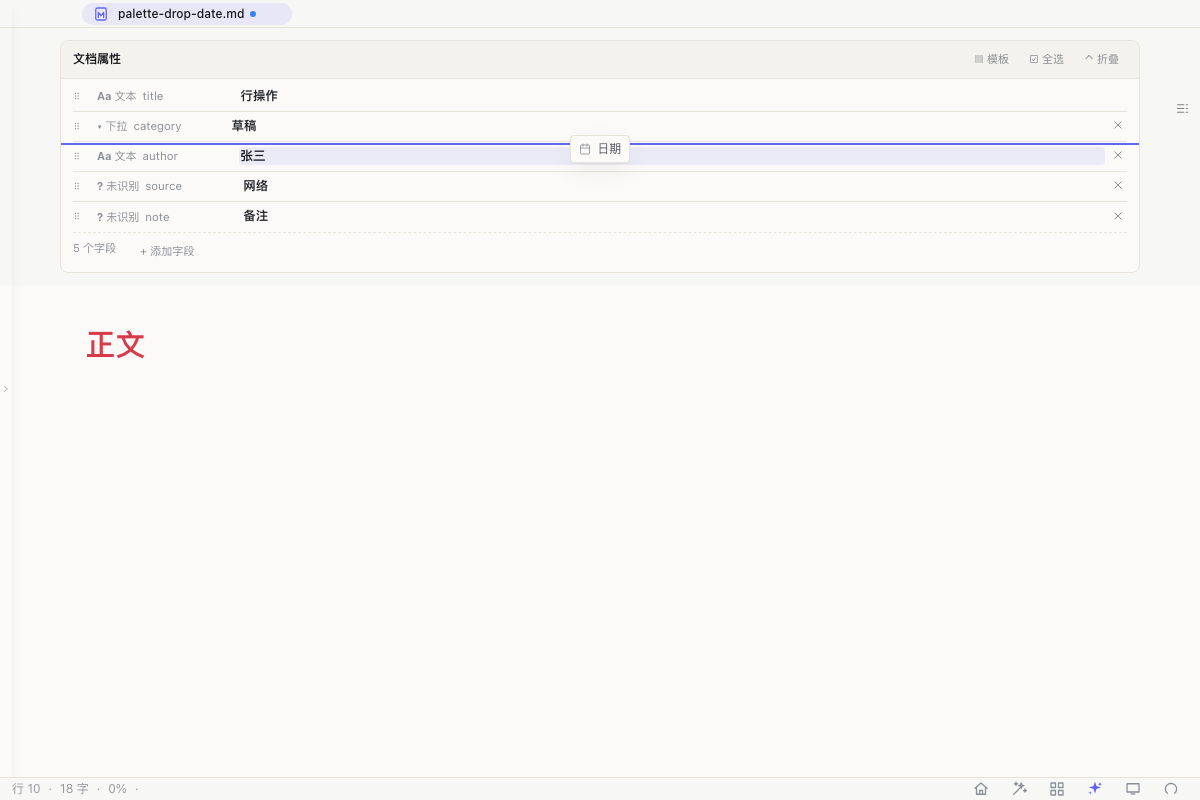 palette-drop-date.md
文档属性 模板 全选 折叠
Aa 文本 title 行操作
下拉 category 草稿
日期
Aa 文本 author 张三
? 未识别 source 网络
? 未识别 note 备注
5 个字段 + 添加字段
正文
行 10 · 18 字 · 0% ·